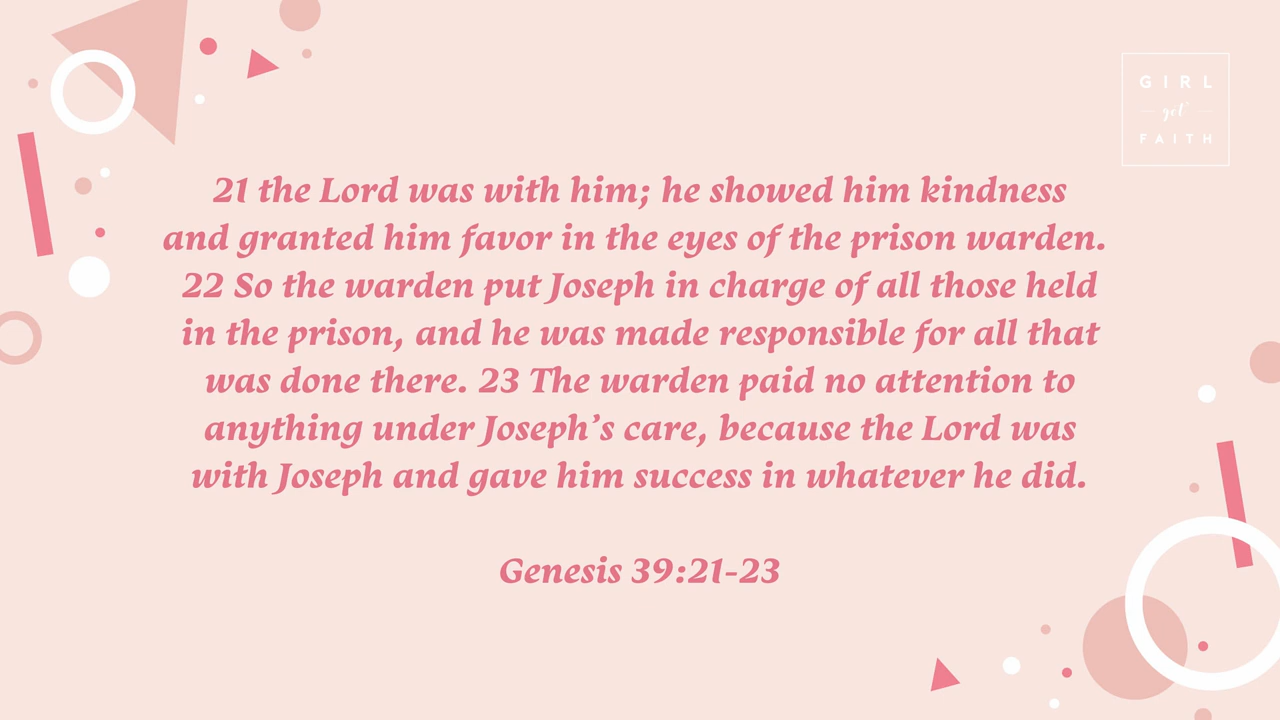 GIRL
got'
FAITH
21 the Lord was with him; he showed him kindness
and granted him favor in the eyes of the prison warden.
22 So the warden put Joseph in charge of all those held
in the prison, and he was made responsible for all that
was done there. 23 The warden paid no attention to
anything under Joseph’s care, because the Lord was
with Joseph and gave him success in whatever he did.
Genesis 39:21-23